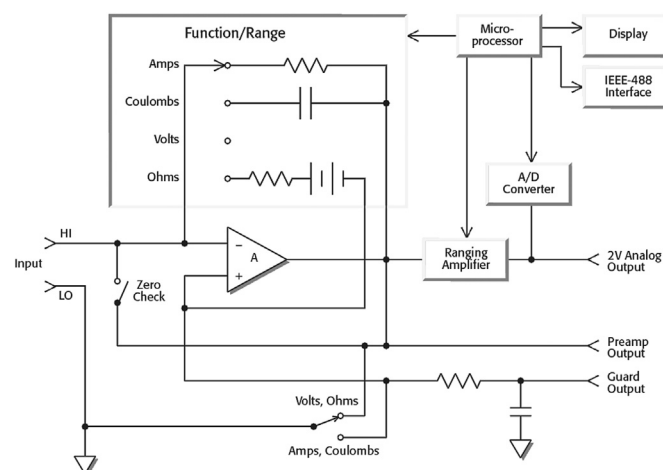 Function/Range
Micro-
processor
Display
IEEE-488
Interface
Amps
Coulombs
Volts
Ohms
A/D
Converter
HI
Input
LO
Zero
Check
−
A
+
Ranging
Amplifier
2V Analog
Output
Preamp
Output
Guard
Output
Volts, Ohms
Amps, Coulombs